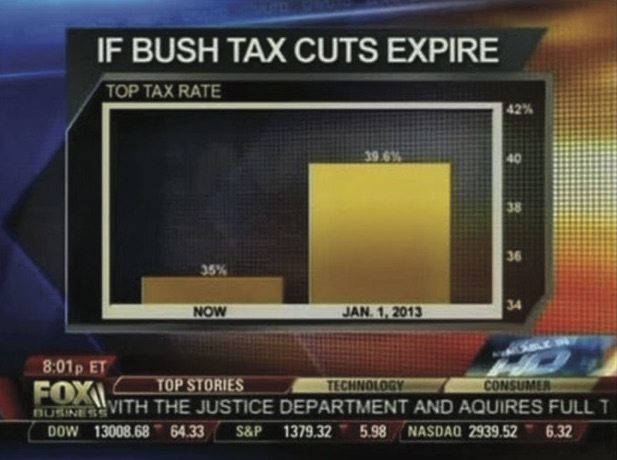 IF BUSH TAX CUTS EXPIRE
TOP TAX RATE
42%
40
38
36
34
39.6%
35%
NOW
JAN. 1, 2013
8:01p ET
HD
TOP STORIES
TECHNOLOGY
CONSUMER
FOX
BUSINESS
WITH THE JUSTICE DEPARTMENT AND AQUIRES FULL T
DOW 13008.68 64.33 S&P 1379.32 5.98 NASDAQ 2939.52 6.32